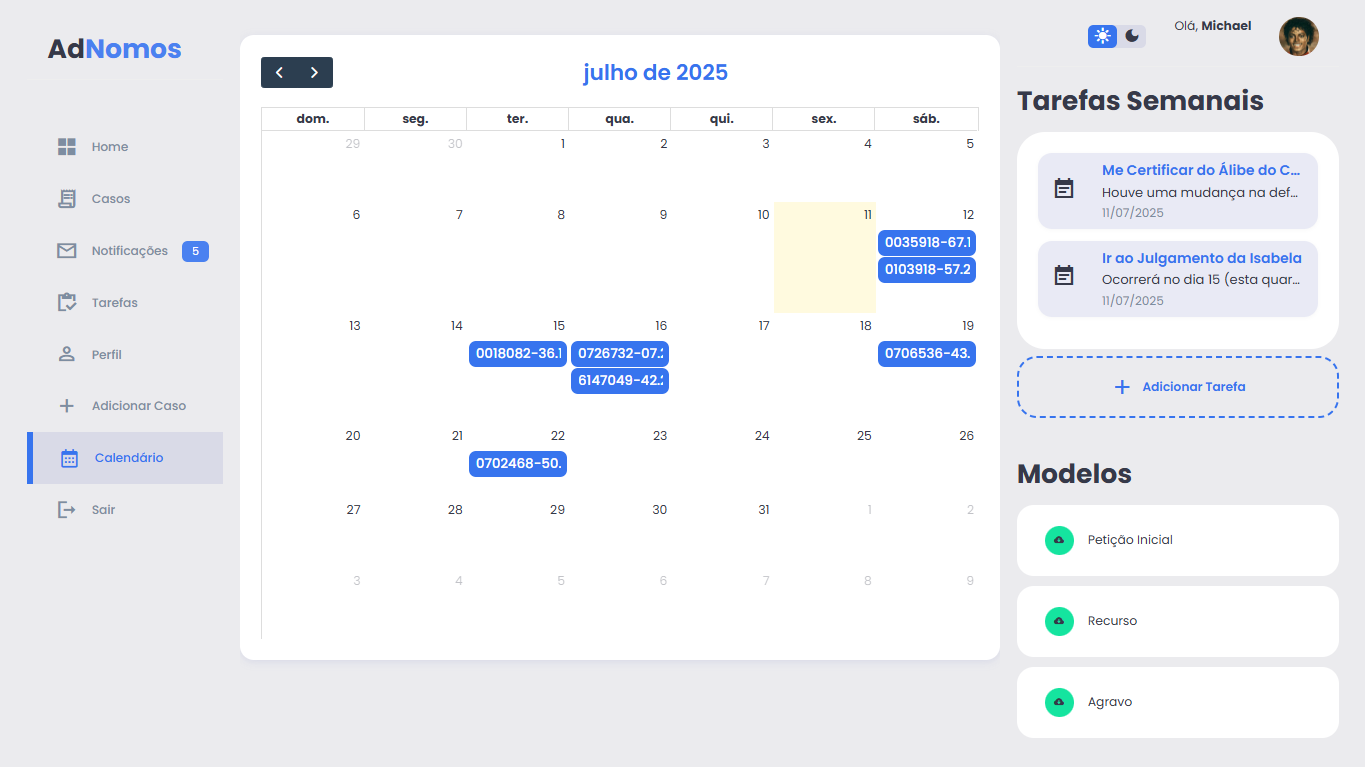 AdNomos
Home
Casos
Notificações 5
Tarefas
Perfil
Adicionar Caso
Calendário
Sair
julho de 2025
dom. seg. ter. qua. qui. sex. sáb.
29 30 1 2 3 4 5
6 7 8 9 10 11 12
0035918-67.1
0103918-57.2
13 14 15 16 17 18 19
0018082-36.1 0726732-07.2 0706536-43.
6147049-42.2
20 21 22 23 24 25 26
0702468-50.
27 28 29 30 31 1 2
3 4 5 6 7 8 9
Olá, Michael
Tarefas Semanais
Me Certificar do Álibe do C...
Houve uma mudança na def...
11/07/2025
Ir ao Julgamento da Isabela
Ocorrerá no dia 15 (esta quar...
11/07/2025
Adicionar Tarefa
Modelos
Petição Inicial
Recurso
Agravo